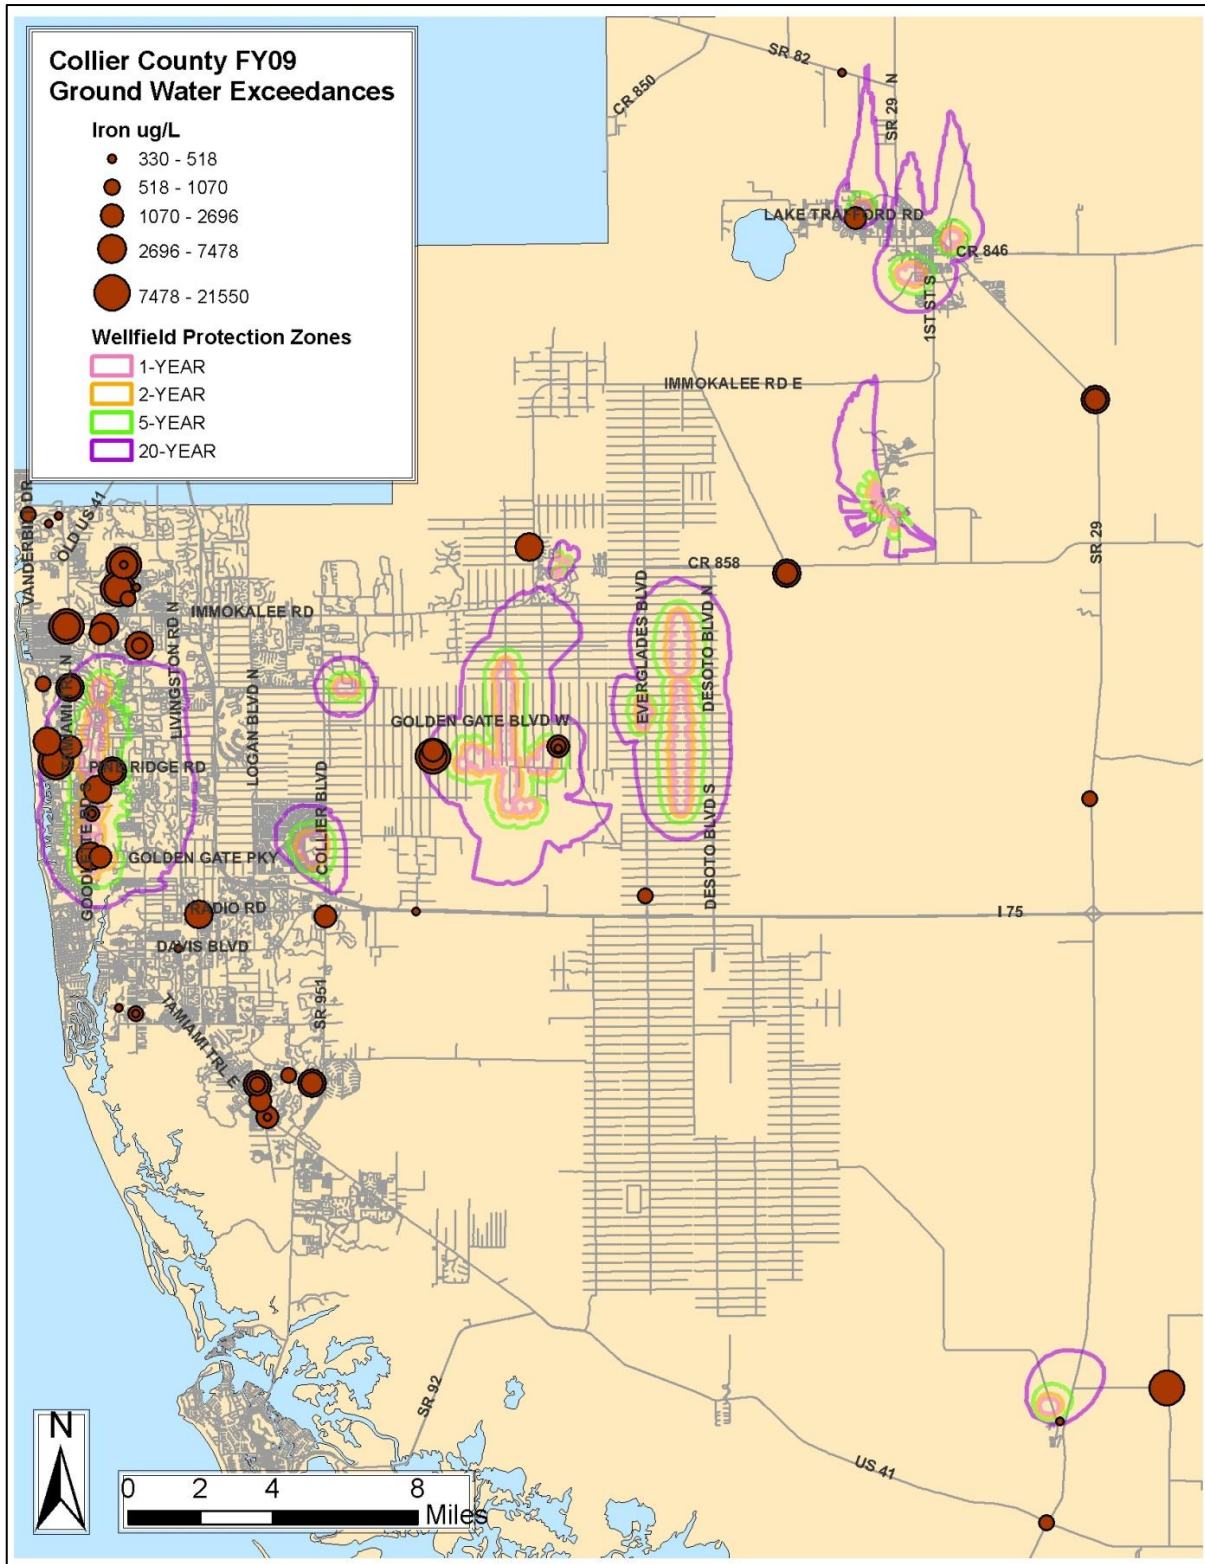 Collier County FY09
Ground Water Exceedances
Iron ug/L
330 - 518
518 - 1070
1070 - 2696
2696 - 7478
7478 - 21550
Wellfield Protection Zones
1-YEAR
2-YEAR
5-YEAR
20-YEAR
SR 82
CR 850
SR 29 N
LAKE TRAFFORD RD
CR 846
1ST ST S
IMMOKALEE RD E
OLD US 41
SR 29
CR 858
IMMOKALEE RD
LIVINGSTON RD N
LOGAN BLVD N
EVERGLADES BLVD
DESOTO BLVD N
GOLDEN GATE BLVD W
PINE RIDGE RD
COLLIER BLVD
DESOTO BLVD S
GOLDEN GATE PKY
RADIO RD
I 75
DAVIS BLVD
SR 951
TAMIAMI TRL E
SR 92
US 41
N
0 2 4 8
Miles